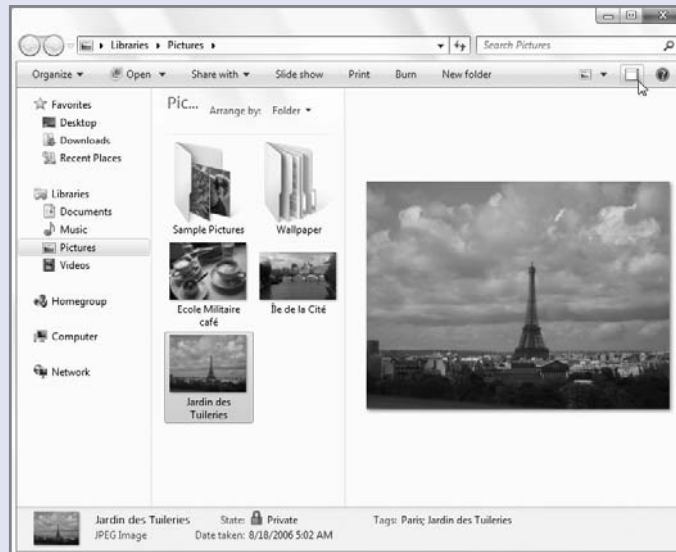 Libraries Pictures
Search Pictures
Organize Open Share with Slide show Print Burn New folder
Favorites
Desktop
Downloads
Recent Places
Libraries
Documents
Music
Pictures
Videos
Homegroup
Computer
Network
Pic... Arrange by: Folder
Sample Pictures
Wallpaper
Ecole Militaire
café
Île de la Cité
Jardin des
Tuileries
Jardin des Tuileries State: Private Tags: Paris; Jardin des Tuileries
JPEG Image Date taken: 8/18/2006 5:02 AM